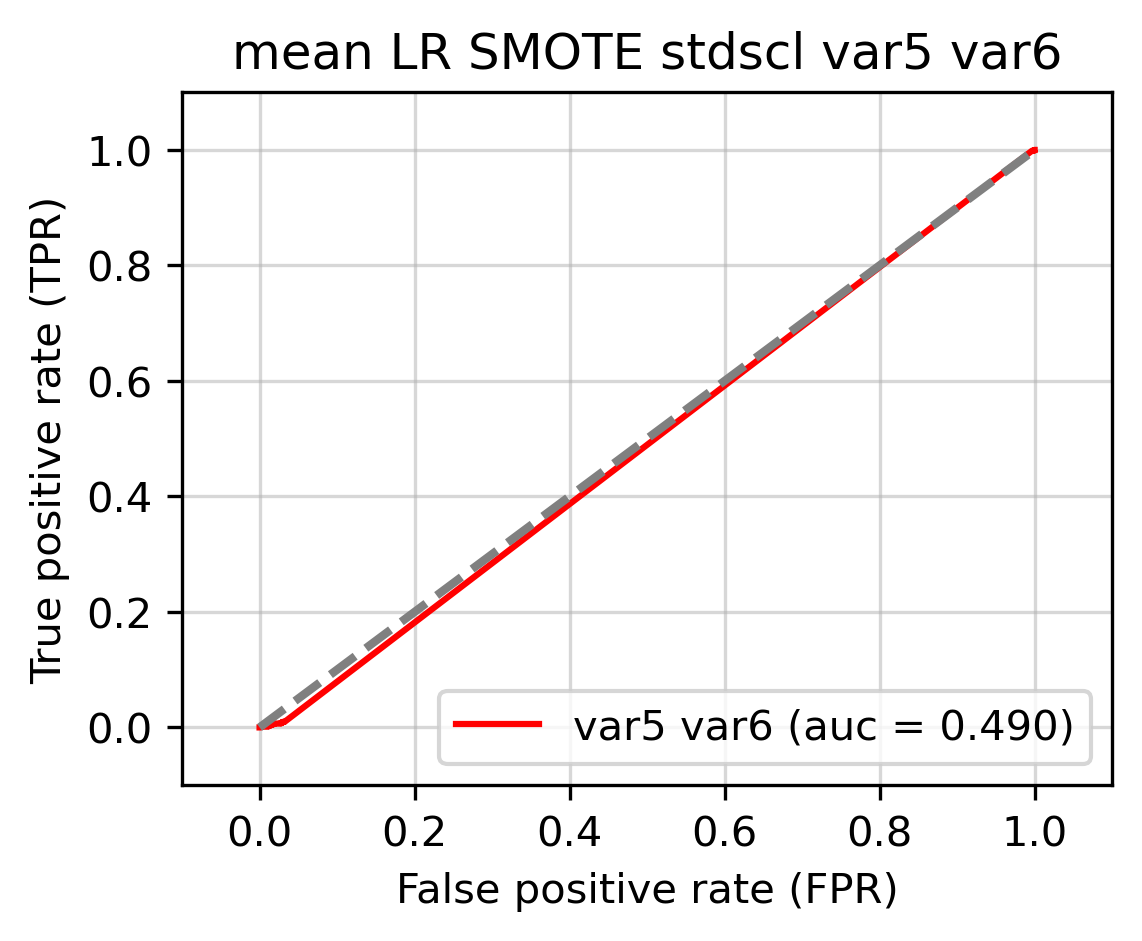 mean LR SMOTE stdscl var5 var6
True positive rate (TPR)
1.0
0.8
0.6
0.4
0.2
0.0
var5 var6 (auc = 0.490)
0.0 0.2 0.4 0.6 0.8 1.0
False positive rate (FPR)